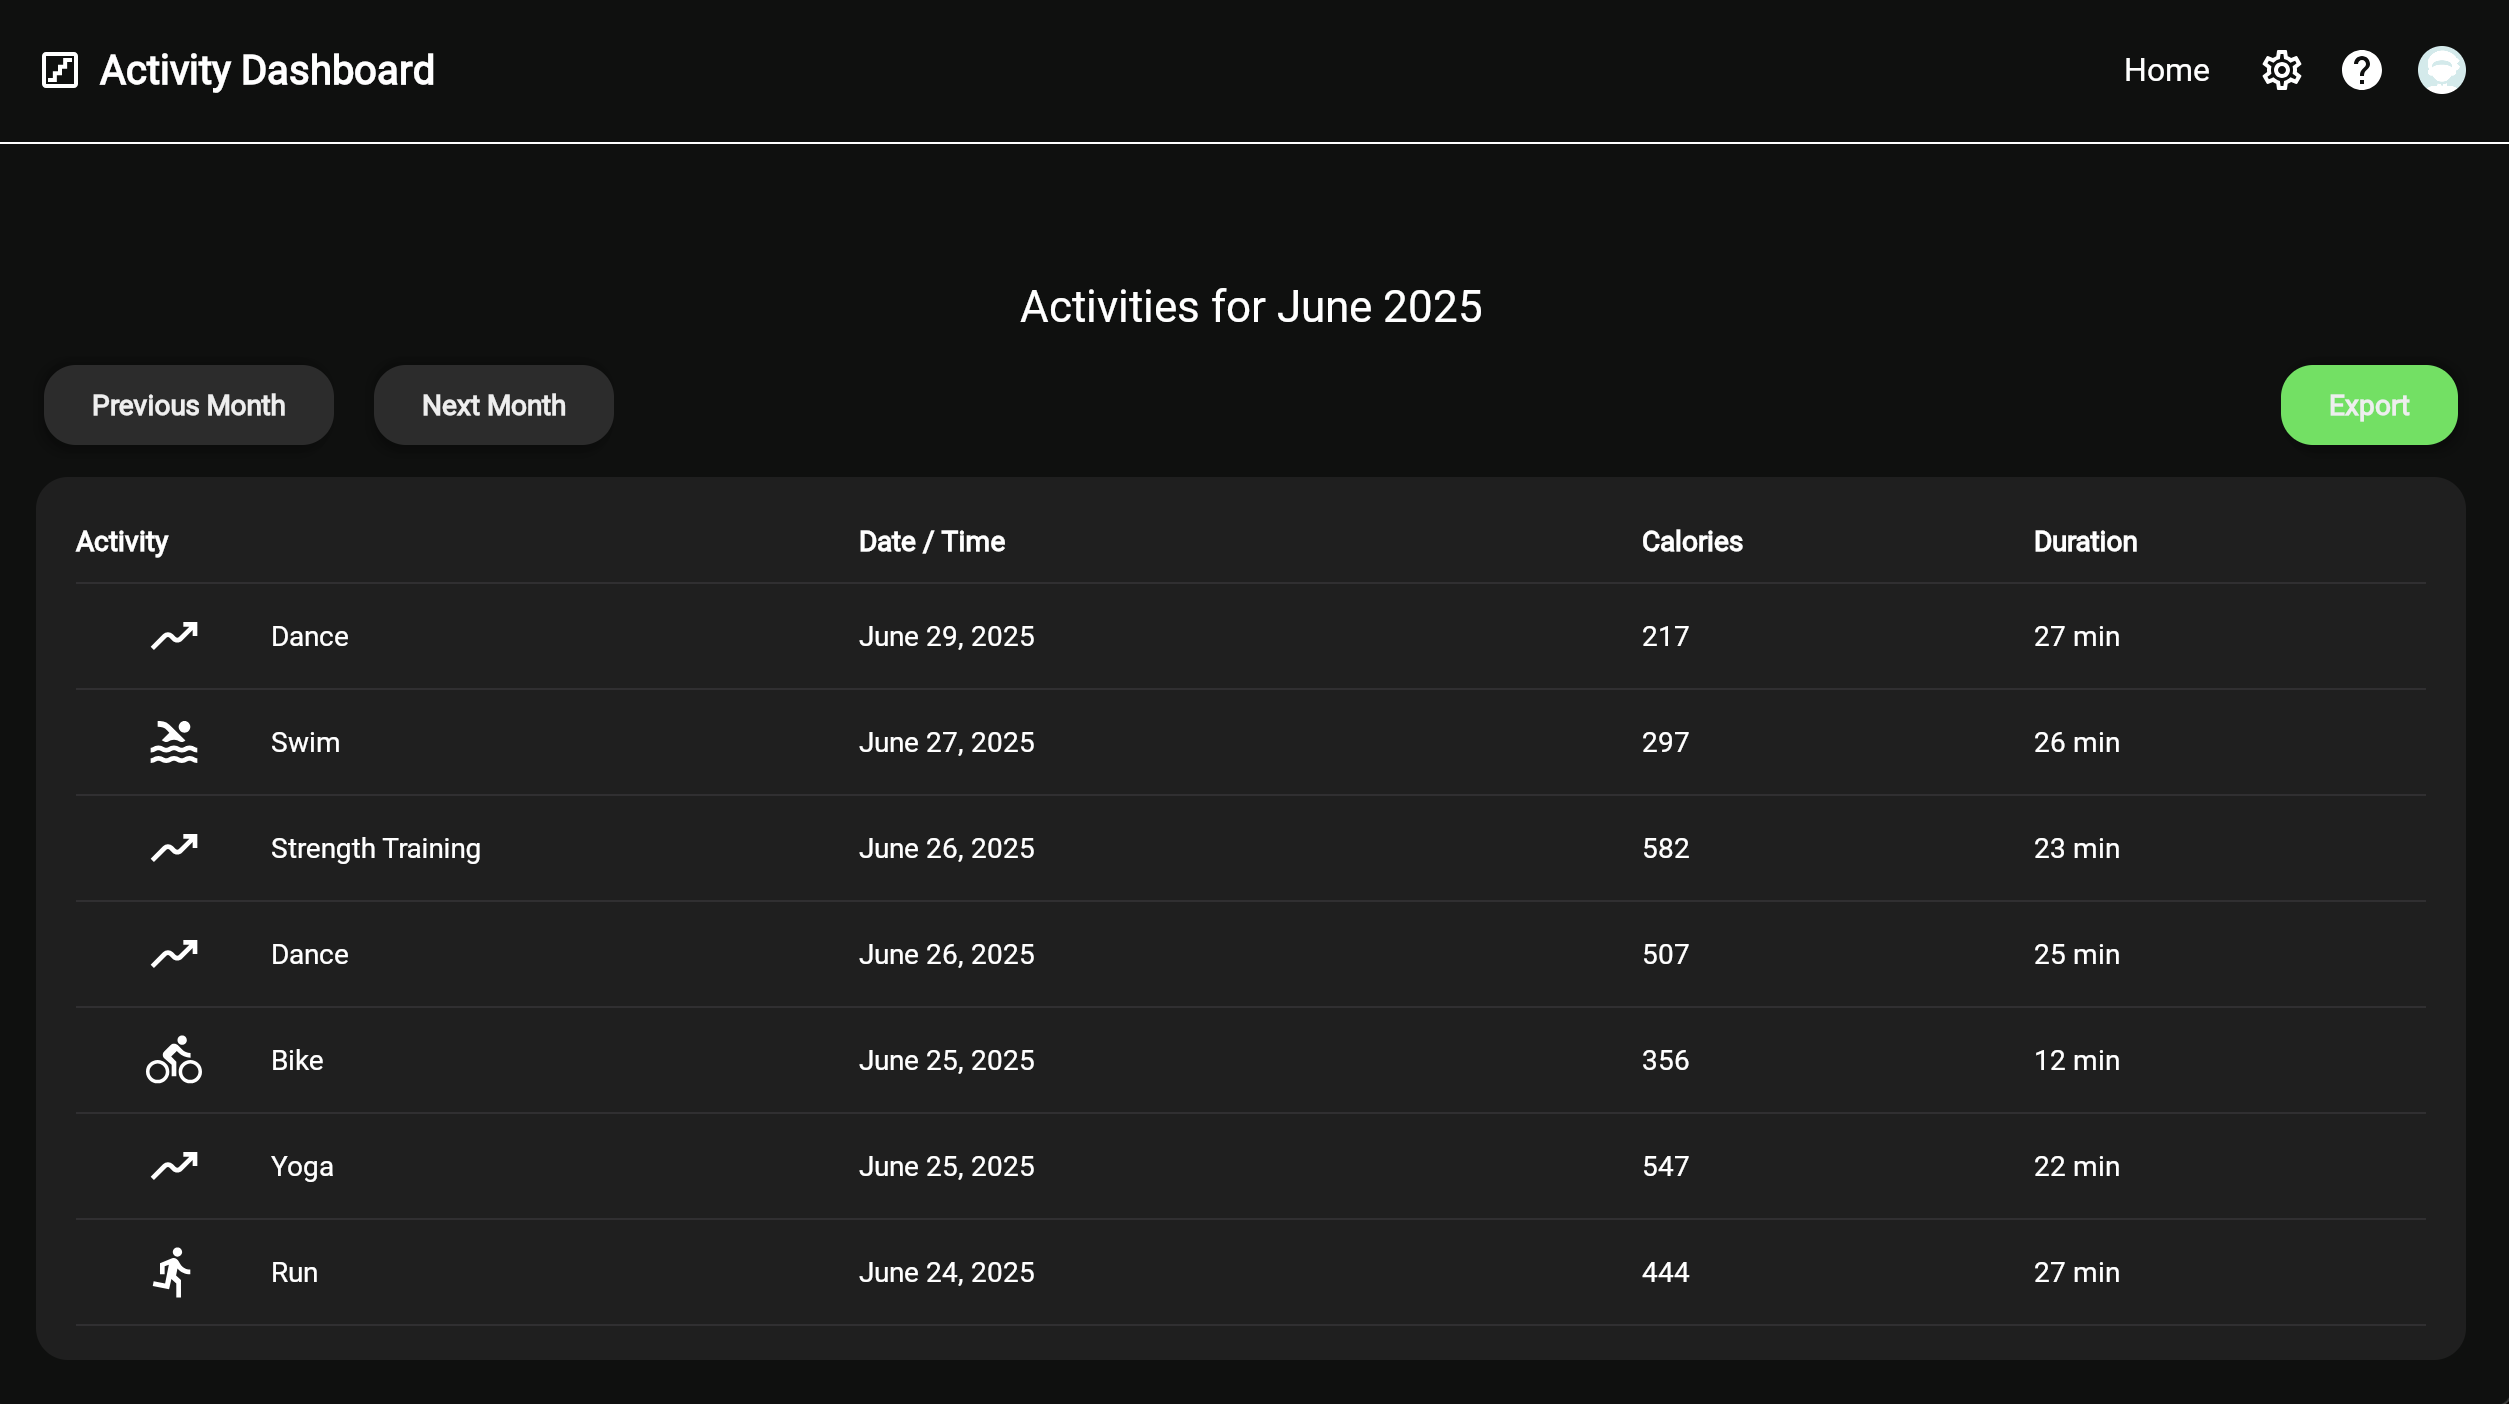 Activity Dashboard
Home
Activities for June 2025
Previous Month Next Month Export
Activity Date / Time Calories Duration
Dance June 29, 2025 217 27 min
Swim June 27, 2025 297 26 min
Strength Training June 26, 2025 582 23 min
Dance June 26, 2025 507 25 min
Bike June 25, 2025 356 12 min
Yoga June 25, 2025 547 22 min
Run June 24, 2025 444 27 min